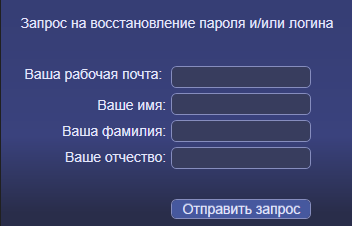 Запрос на восстановление пароля и/или логина
Ваша рабочая почта:
Ваше имя:
Ваша фамилия:
Ваше отчество:
Отправить запрос